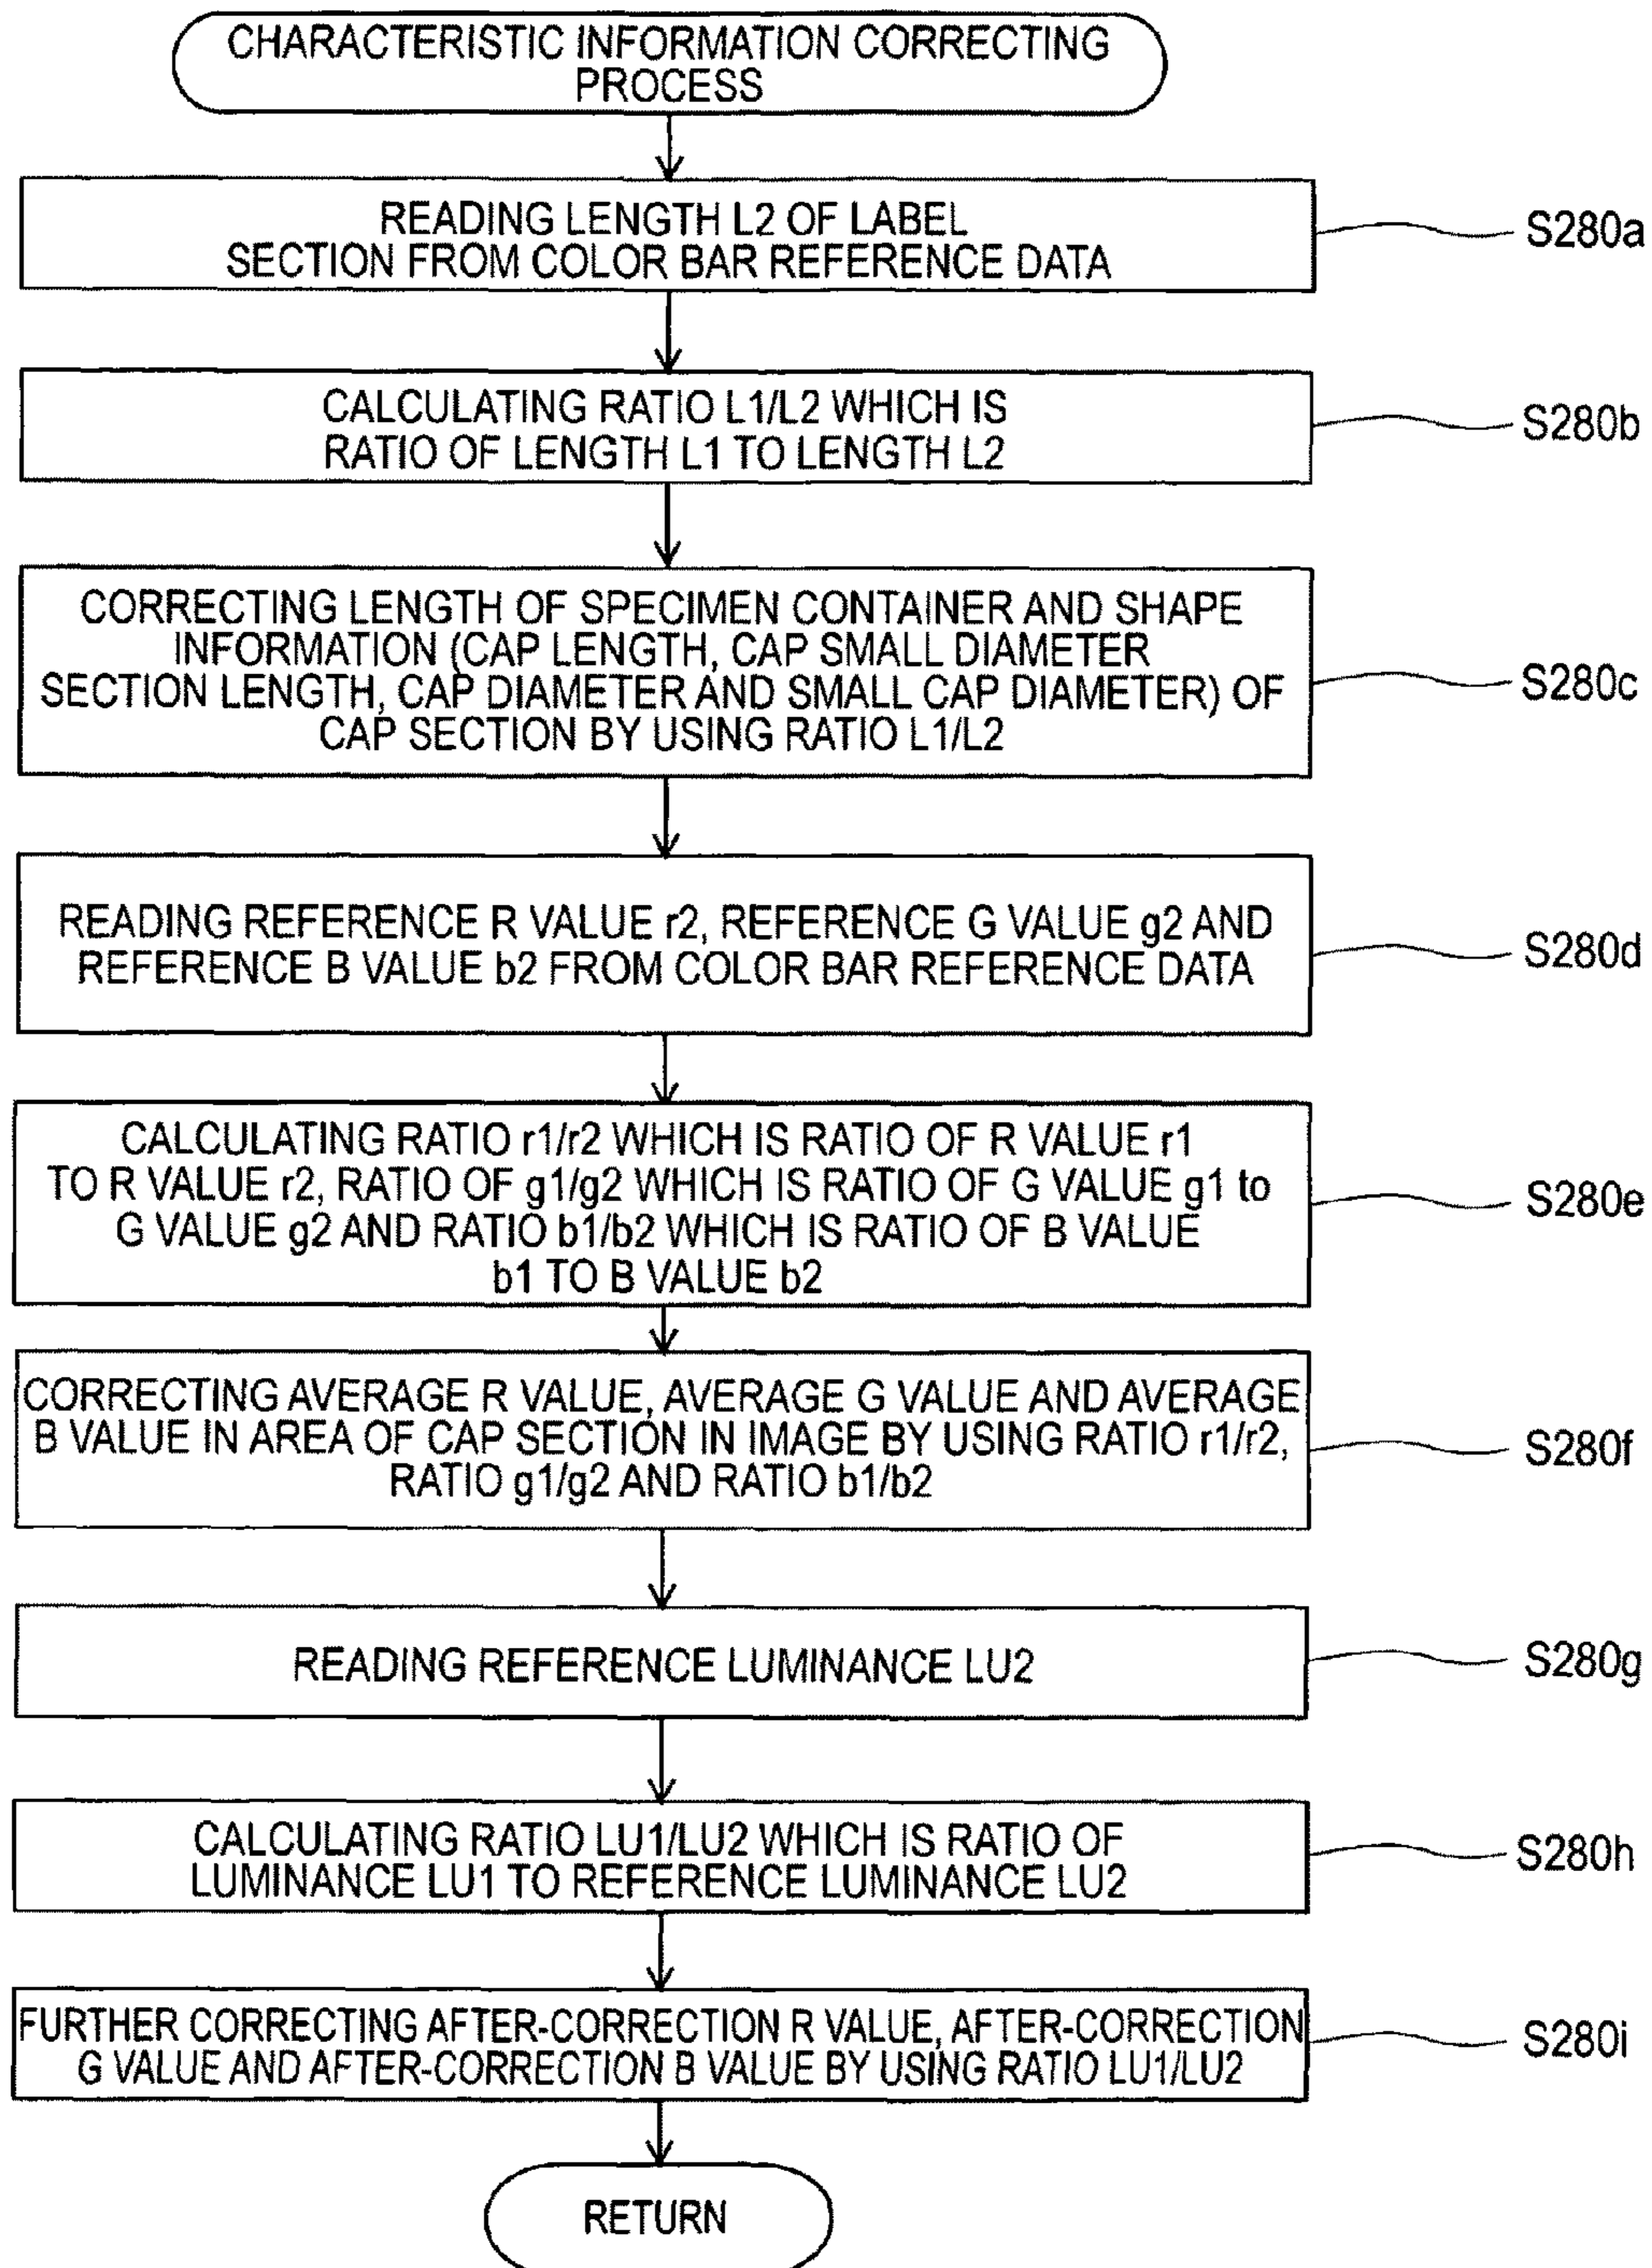 CHARACTERISTIC INFORMATION CORRECTING
PROCESS
READING LENGTH L2 OF LABEL
SECTION FROM COLOR BAR REFERENCE DATA
S280a
CALCULATING RATIO L1/L2 WHICH IS
RATIO OF LENGTH L1 TO LENGTH L2
S280b
CORRECTING LENGTH OF SPECIMEN CONTAINER AND SHAPE
INFORMATION (CAP LENGTH, CAP SMALL DIAMETER
SECTION LENGTH, CAP DIAMETER AND SMALL CAP DIAMETER) OF
CAP SECTION BY USING RATIO L1/L2
S280c
READING REFERENCE R VALUE r2, REFERENCE G VALUE g2 AND
REFERENCE B VALUE b2 FROM COLOR BAR REFERENCE DATA
S280d
CALCULATING RATIO r1/r2 WHICH IS RATIO OF R VALUE r1
TO R VALUE r2, RATIO OF g1/g2 WHICH IS RATIO OF G VALUE g1 to
G VALUE g2 AND RATIO b1/b2 WHICH IS RATIO OF B VALUE
b1 TO B VALUE b2
S280e
CORRECTING AVERAGE R VALUE, AVERAGE G VALUE AND AVERAGE
B VALUE IN AREA OF CAP SECTION IN IMAGE BY USING RATIO r1/r2,
RATIO g1/g2 AND RATIO b1/b2
S280f
READING REFERENCE LUMINANCE LU2
S280g
CALCULATING RATIO LU1/LU2 WHICH IS RATIO OF
LUMINANCE LU1 TO REFERENCE LUMINANCE LU2
S280h
FURTHER CORRECTING AFTER-CORRECTION R VALUE, AFTER-CORRECTION
G VALUE AND AFTER-CORRECTION B VALUE BY USING RATIO LU1/LU2
S280i
RETURN